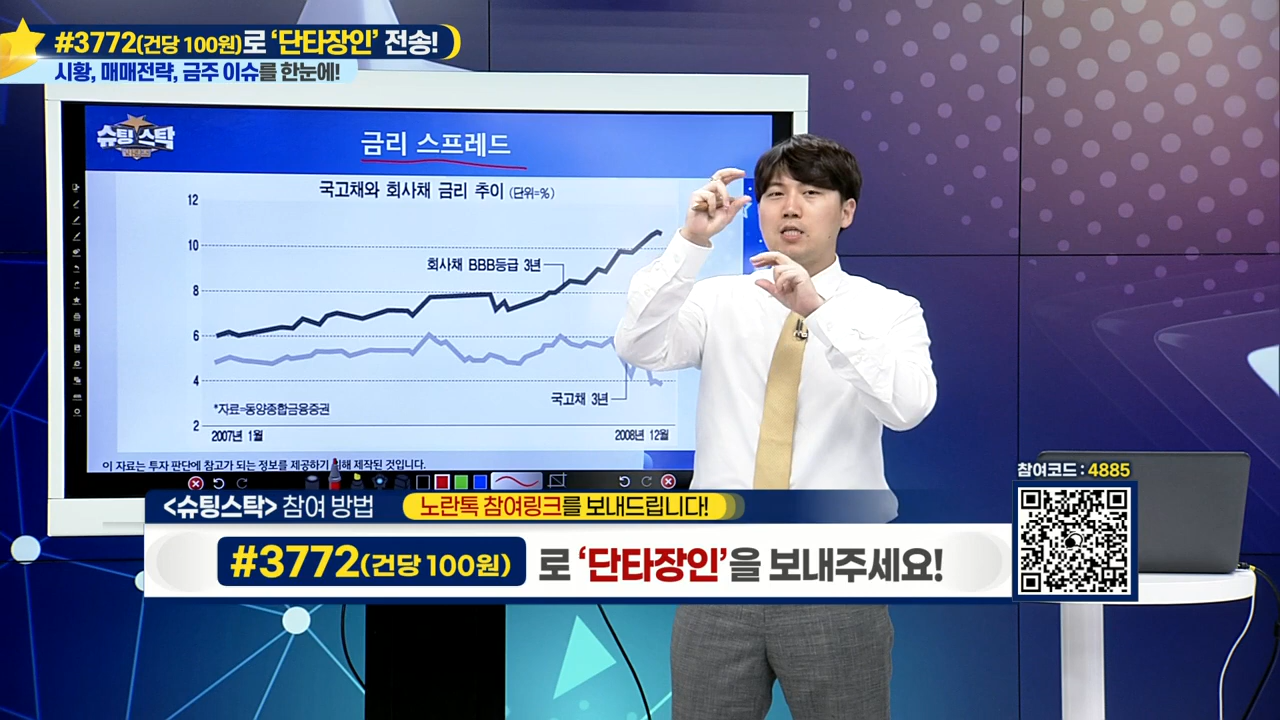 #3772(건당 100원)로 ‘단타장인’ 전송!
시황, 매매전략, 금주 이슈를 한눈에!
슈팅스탁
금리 스프레드
국고채와 회사채 금리 추이 (단위=%)
12
10
회사채 BBB등급 3년
8
6
4
국고채 3년
*자료=동양종합금융증권
2
2007년 1월
2008년 12월
이 자료는 투자 판단에 참고가 되는 정보를 제공하기 위해 제작된 것입니다.
참여코드 : 4885
<슈팅스탁> 참여 방법
노란톡 참여링크를 보내드립니다!
#3772(건당 100원) 로 ‘단타장인’을 보내주세요!